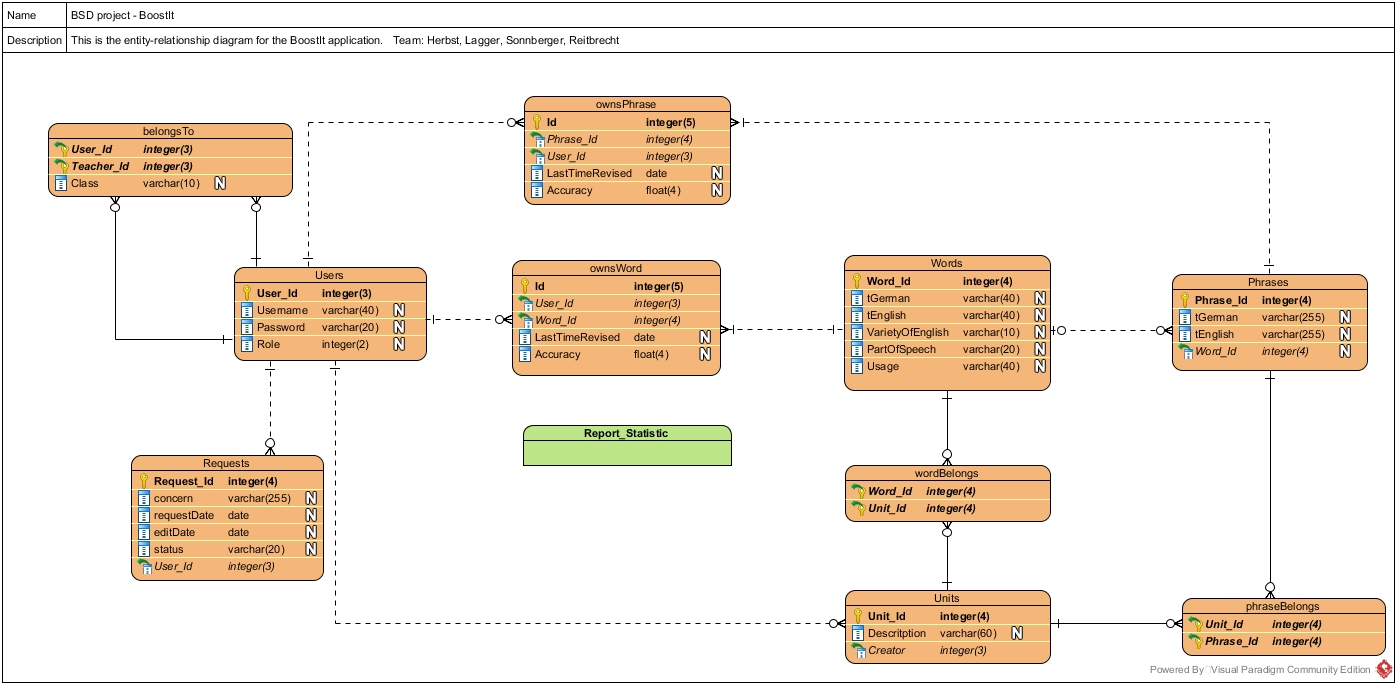 Name BSD project - BoostIt
Description This is the entity-relationship diagram for the BoostIt application. Team: Herbst, Lagger, Sonnberger, Reitbrecht
belongsTo
User_Id integer(3)
Teacher_Id integer(3)
Class varchar(10) N
ownsPhrase
Id integer(5)
Phrase_Id integer(4)
User_Id integer(3)
LastTimeRevised date N
Accuracy float(4) N
Users
User_Id integer(3)
Username varchar(40) N
Password varchar(20) N
Role integer(2) N
ownsWord
Id integer(5)
User_Id integer(3)
Word_Id integer(4)
LastTimeRevised date N
Accuracy float(4) N
Words
Word_Id integer(4)
tGerman varchar(40) N
tEnglish varchar(40) N
VarietyOfEnglish varchar(10) N
PartOfSpeech varchar(20) N
Usage varchar(40) N
Phrases
Phrase_Id integer(4)
tGerman varchar(255) N
tEnglish varchar(255) N
Word_Id integer(4) N
Report_Statistic
Requests
Request_Id integer(4)
concern varchar(255) N
requestDate date N
editDate date N
status varchar(20) N
User_Id integer(3)
wordBelongs
Word_Id integer(4)
Unit_Id integer(4)
Units
Unit_Id integer(4)
Descritption varchar(60) N
Creator integer(3)
phraseBelongs
Unit_Id integer(4)
Phrase_Id integer(4)
Powered By Visual Paradigm Community Edition